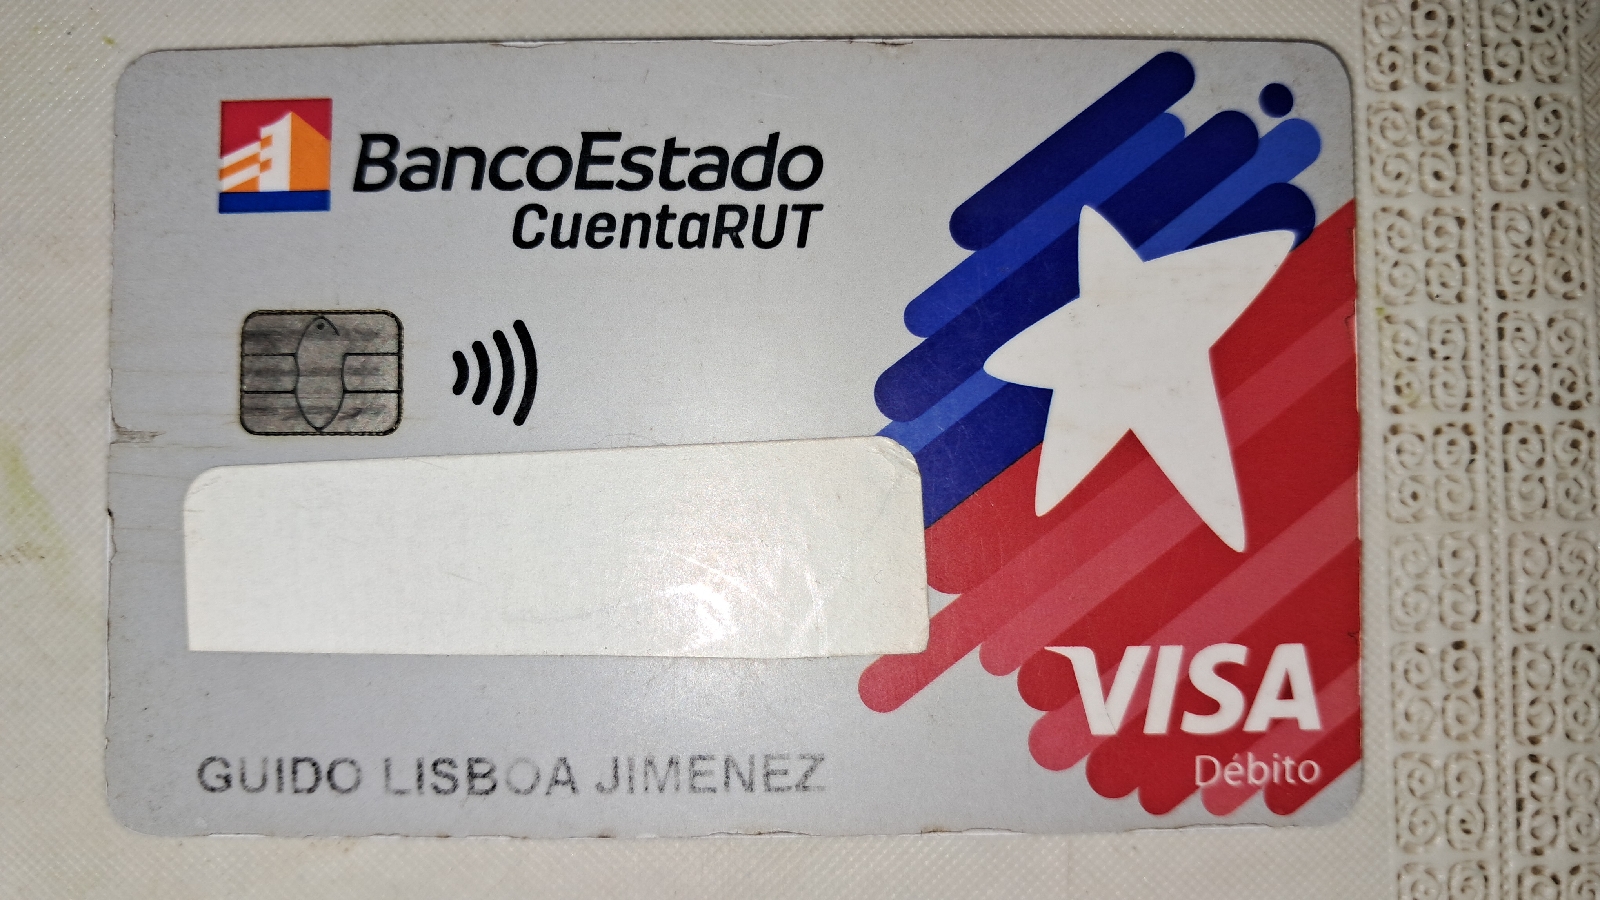 BancoEstado
CuentaRUT
GUIDO LISBOA JIMENEZ
VISA
Débito